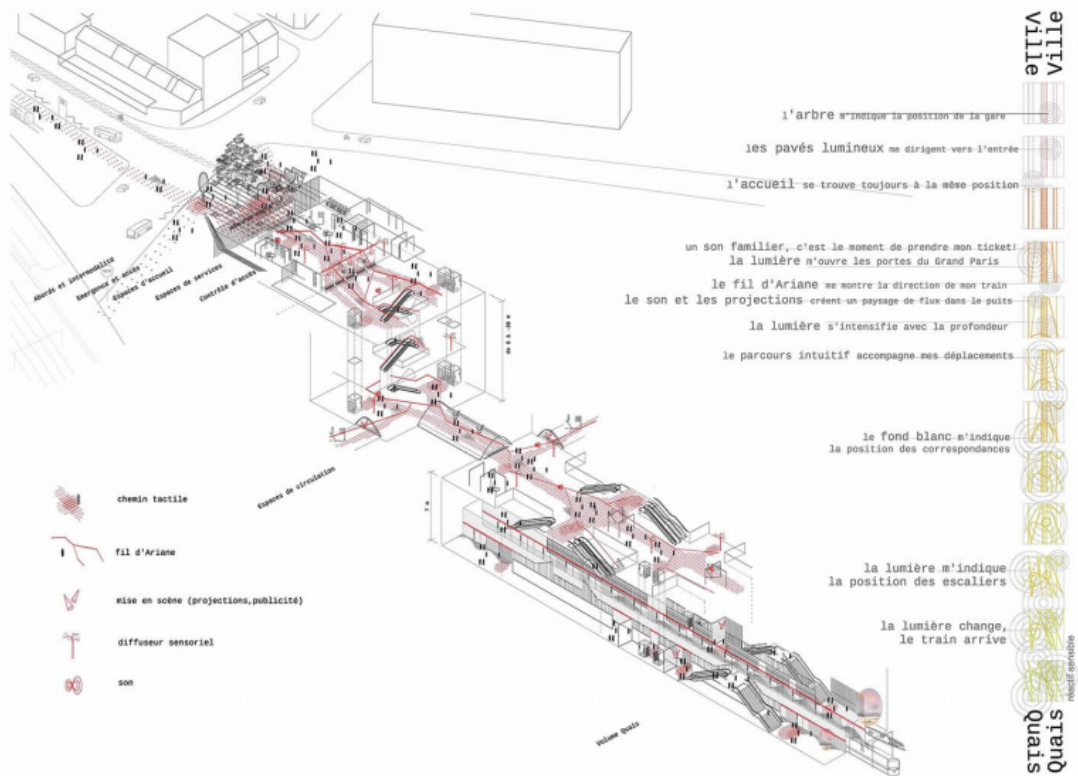 Ville
Ville
l'arbre m'indique la position de la gare
les pavés lumineux me dirigent vers l'entrée
l'accueil se trouve toujours à la même position
un son familier, c'est le moment de prendre mon ticket!
la lumière m'ouvre les portes du Grand Paris
le fil d'Ariane me montre la direction de mon train
le son et les projections créent un paysage de flux dans le puits
la lumière s'intensifie avec la profondeur
le parcours intuitif accompagne mes déplacements
le fond blanc m'indique
la position des correspondances
la lumière m'indique
la position des escaliers
la lumière change,
le train arrive
réactif sensible
Quais
Quais
Abords et intermodalité
Emergence et accès
Espaces d'accueil
Espaces de services
Contrôle d'accès
Espaces de circulation
Volume Quais
chemin tactile
fil d'Ariane
mise en scène (projections,publicité)
diffuseur sensoriel
son